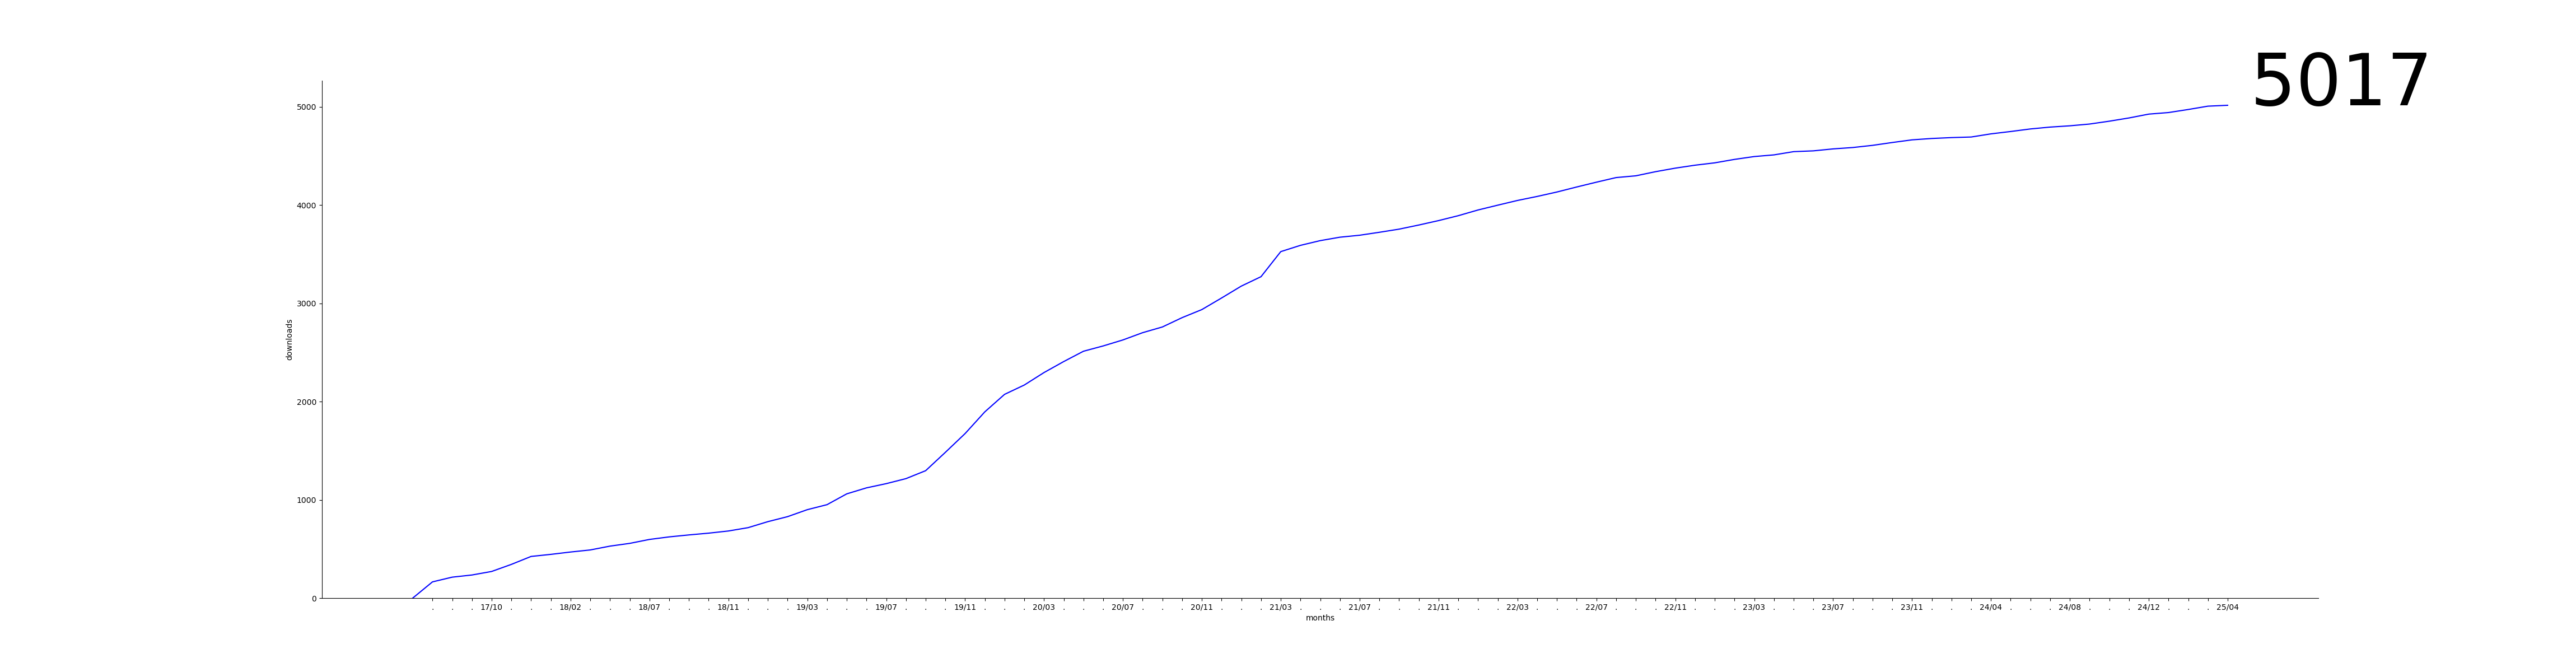 5017
5000
4000
3000
2000
1000
0
downloads
. . . 17/10 . . . 18/02 . . . 18/07 . . . 18/11 . . . 19/03 . . . 19/07 . . . 19/11 . . . 20/03 . . . 20/07 . . . 20/11 . . . 21/03 . . . 21/07 . . . 21/11 . . . 22/03 . . . 22/07 . . . 22/11 . . . 23/03 . . . 23/07 . . . 23/11 . . . 24/04 . . . 24/08 . . . 24/12 . . . 25/04
months